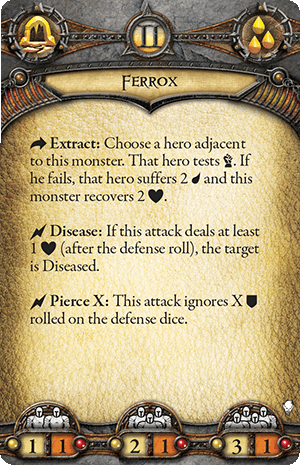 II
FERROX
Extract: Choose a hero adjacent
to this monster. That hero tests . If
he fails, that hero suffers 2 and this
monster recovers 2 .
Disease: If this attack deals at least
1 (after the defense roll), the target
is Diseased.
Pierce X: This attack ignores X
rolled on the defense dice.
1 1 2 1 3 1